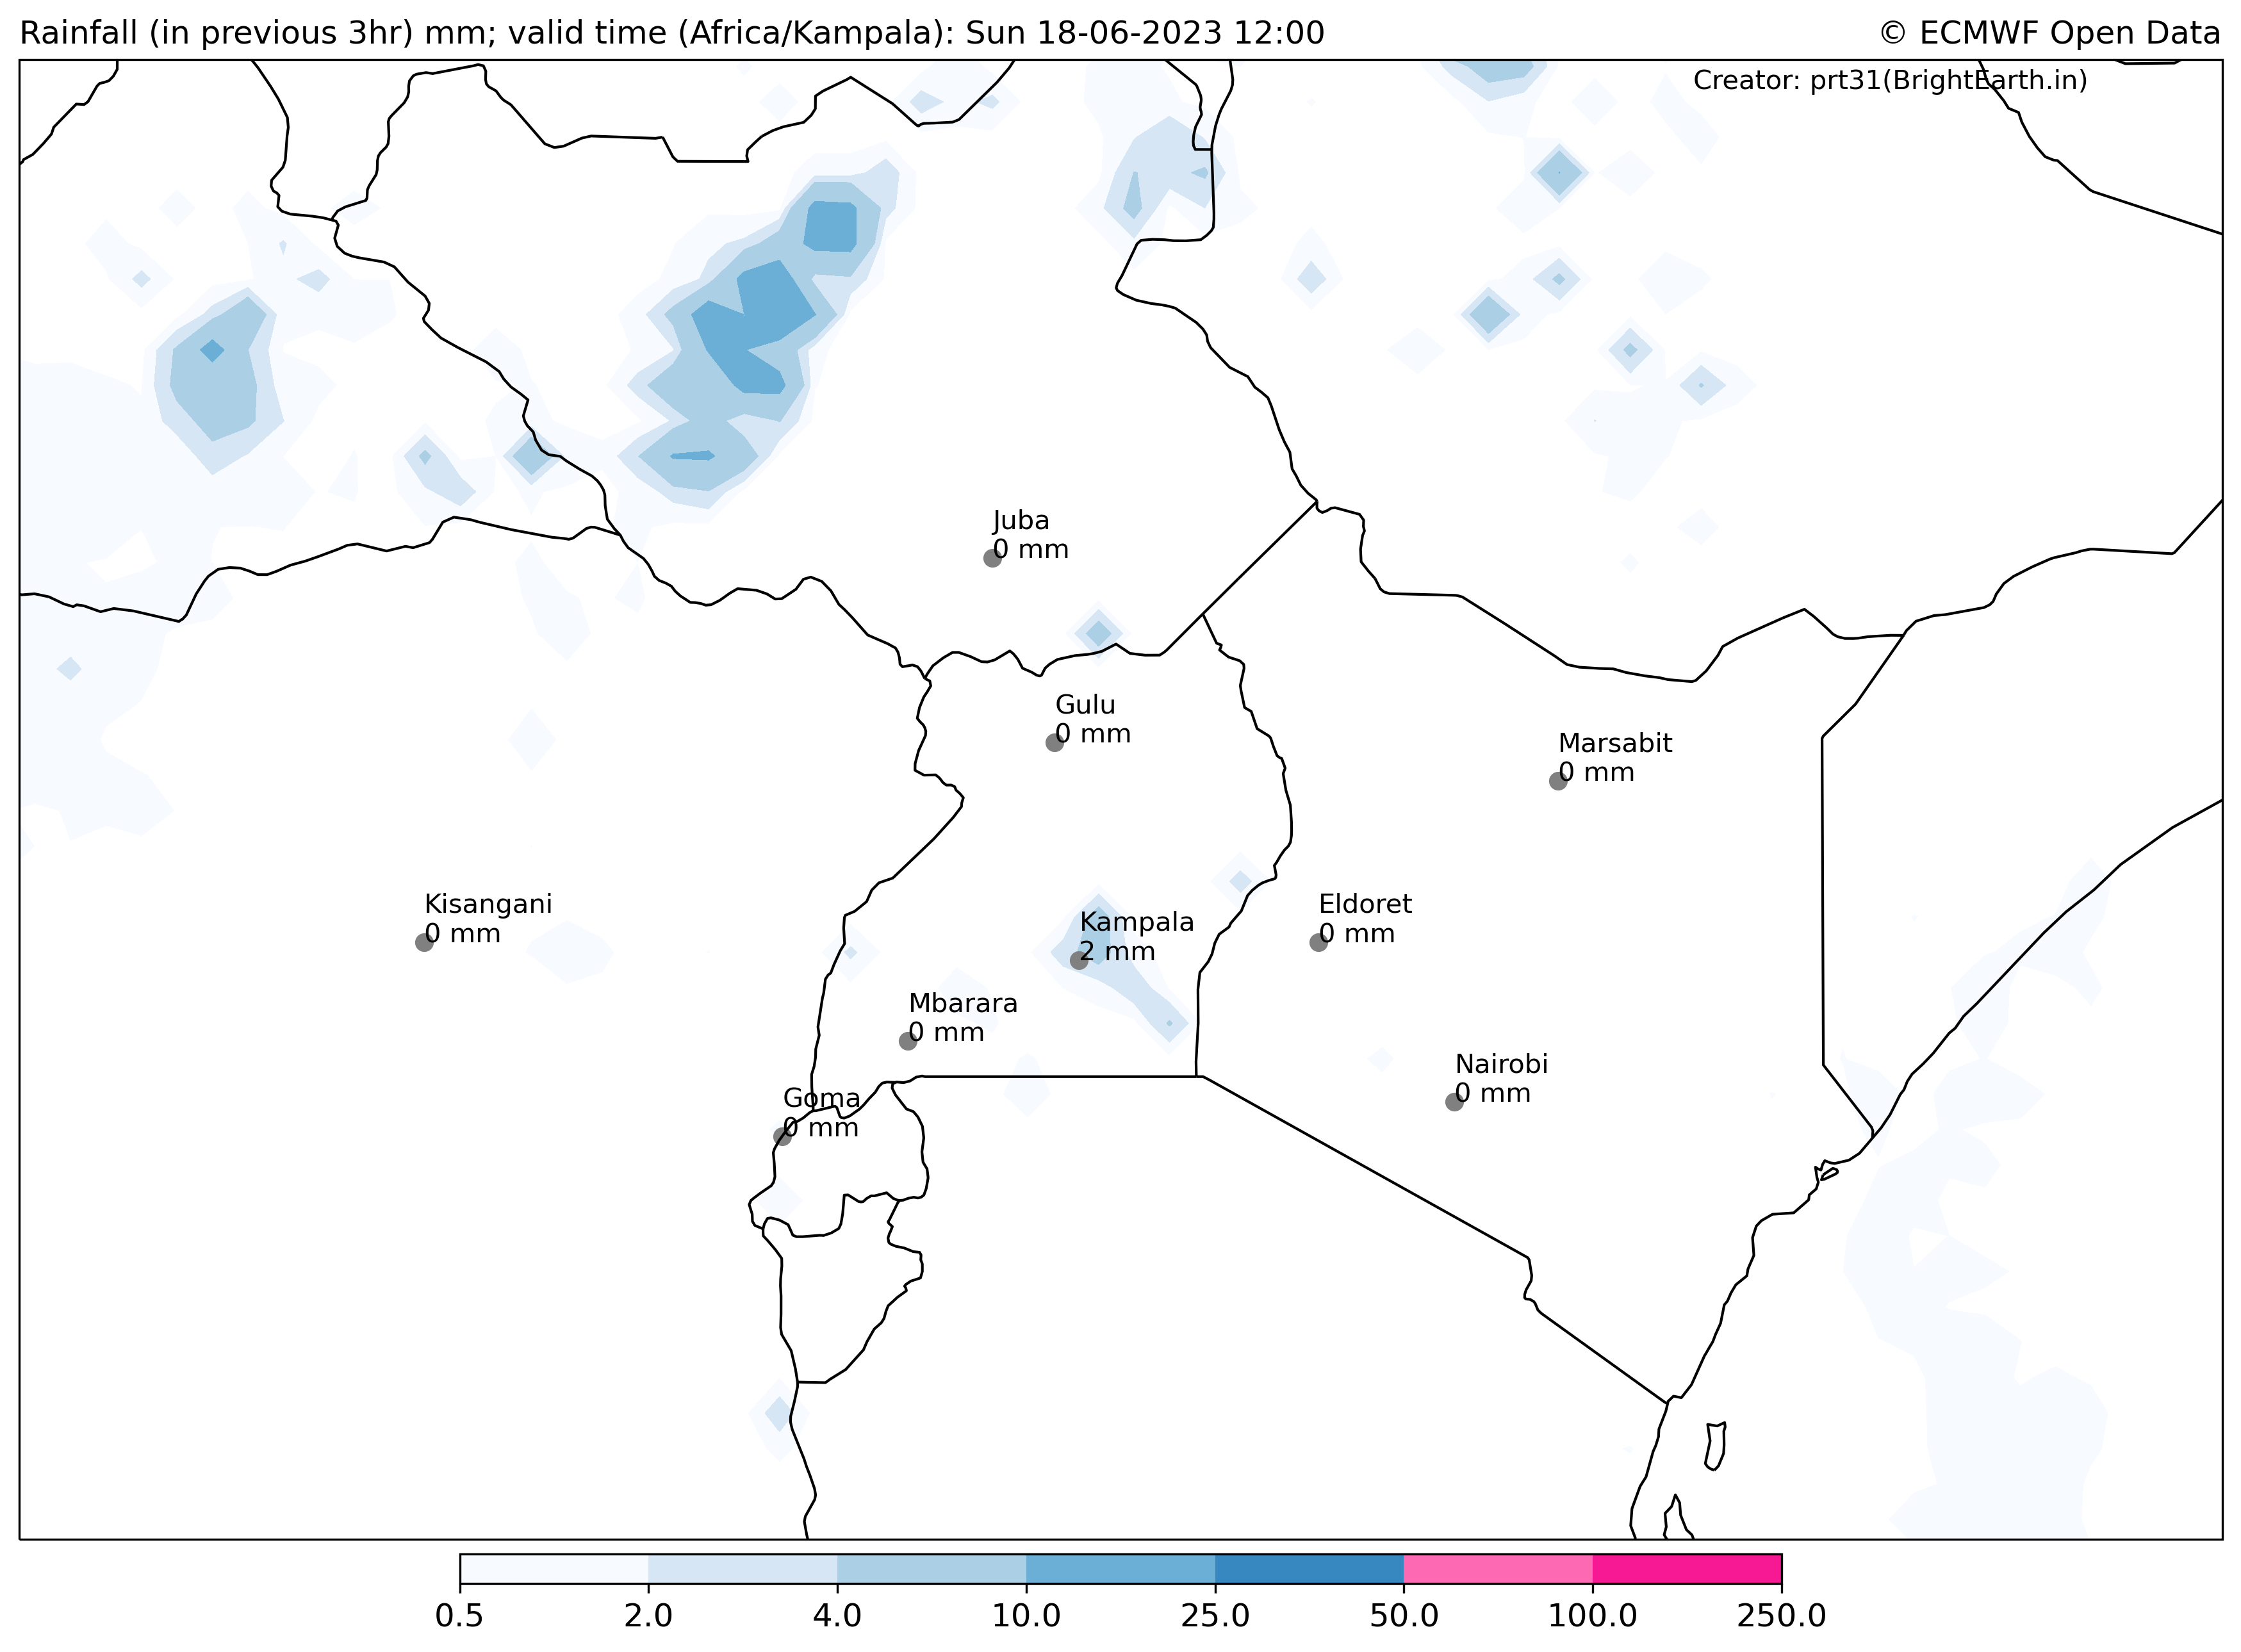 Rainfall (in previous 3hr) mm; valid time (Africa/Kampala): Sun 18-06-2023 12:00
© ECMWF Open Data
Creator: prt31(BrightEarth.in)
Juba
0 mm
Gulu
0 mm
Marsabit
0 mm
Kisangani
0 mm
Kampala
2 mm
Eldoret
0 mm
Mbarara
0 mm
Nairobi
0 mm
Goma
0 mm
0.5 2.0 4.0 10.0 25.0 50.0 100.0 250.0